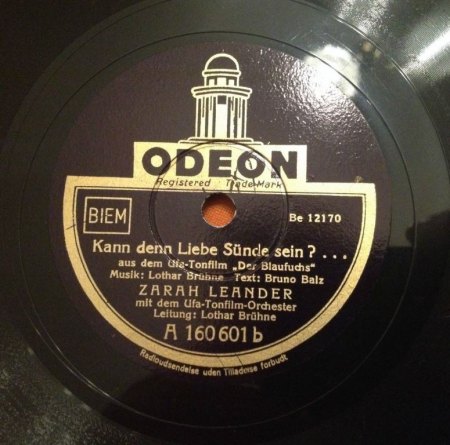 ODEON
Registered Trade-Mark
BIEM
Be 12170
Kann denn Liebe Sünde sein? ...
aus dem Ufa-Tonfilm „Der Blaufuchs“
Musik: Lothar Brühne Text: Bruno Balz
ZARAH LEANDER
mit dem Ufa-Tonfilm-Orchester
Leitung: Lothar Brühne
A 160 601 b
Radioudsendelse uden Tilladelse forbudt